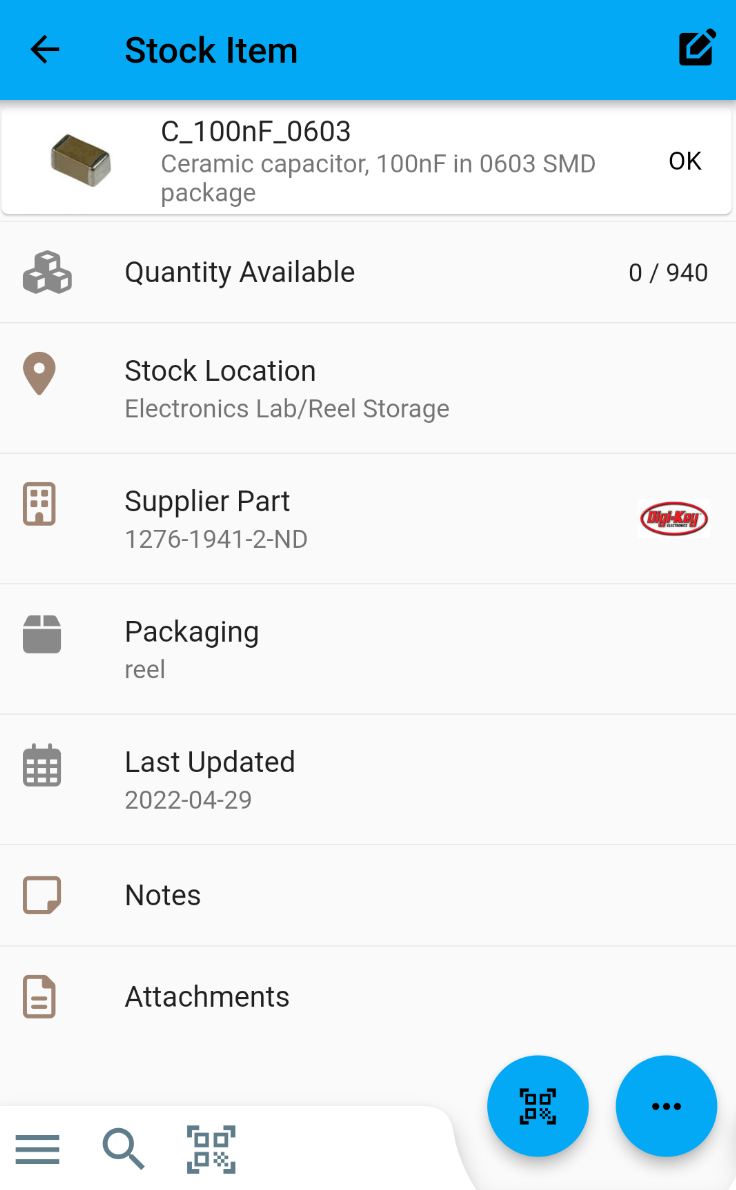 Stock Item
C_100nF_0603
Ceramic capacitor, 100nF in 0603 SMD
package
OK
Quantity Available
0 / 940
Stock Location
Electronics Lab/Reel Storage
Supplier Part
1276-1941-2-ND
Digi-Key
ELECTRONICS
Packaging
reel
Last Updated
2022-04-29
Notes
Attachments